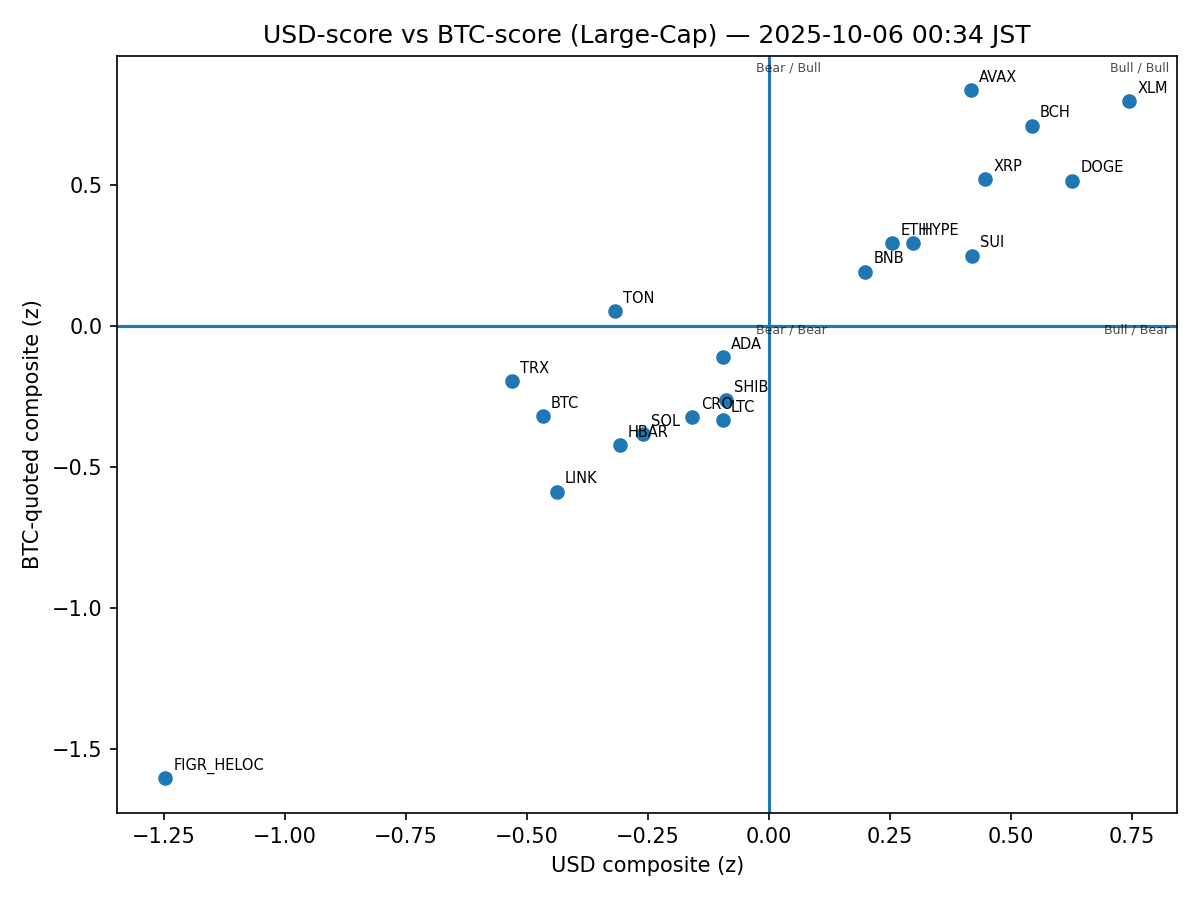 USD-score vs BTC-score (Large-Cap) — 2025-10-06 00:34 JST
Bear / Bull
Bull / Bull
AVAX
XLM
BCH
XRP
DOGE
ETH
HYPE
SUI
BNB
TON
Bear / Bear
Bull / Bear
ADA
TRX
SHIB
BTC
CRO
LTC
SOL
HBAR
LINK
FIGR_HELOC
0.5
0.0
−0.5
−1.0
−1.5
BTC-quoted composite (z)
−1.25
−1.00
−0.75
−0.50
−0.25
0.00
0.25
0.50
0.75
USD composite (z)